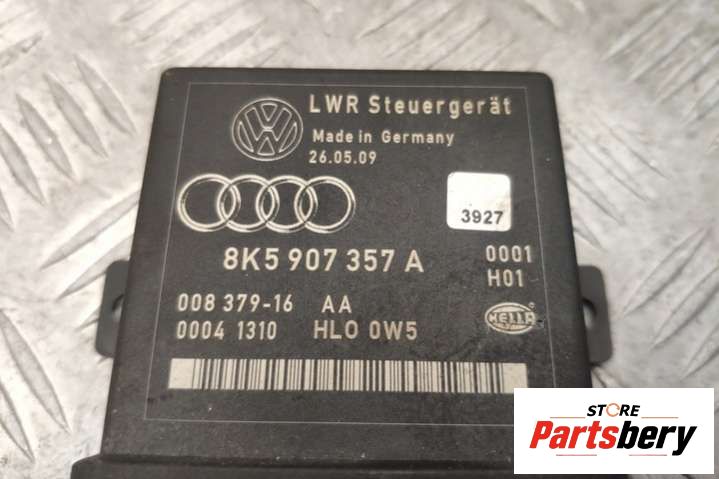 LWR Steuergerät
Made in Germany
26.05.09
3927
8K5 907 357 A 0001
H01
008 379-16 AA
0004 1310 HL0 0W5
HELLA
STORE
Partsbery